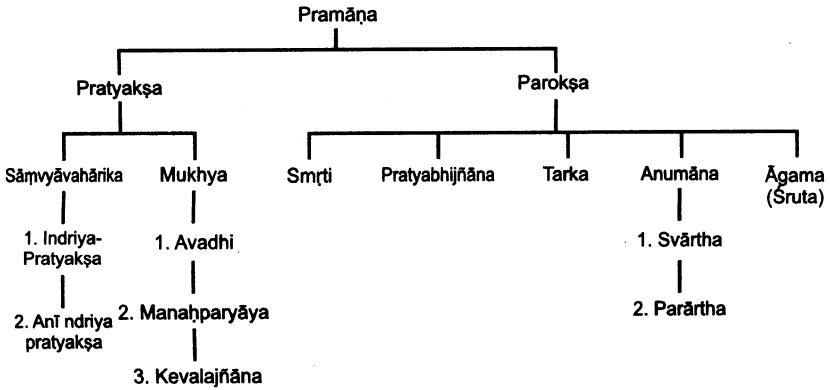 Pramāṇa
Pratyakṣa
Parokṣa
Sāṃvyāvahārika
Mukhya
Smṛti
Pratyabhijñāna
Tarka
Anumāna
Āgama
(Śruta)
1. Indriya-
Pratyakṣa
1. Avadhi
1. Svārtha
2. Anī ndriya
pratyakṣa
2. Manaḥparyāya
2. Parārtha
3. Kevalajñāna